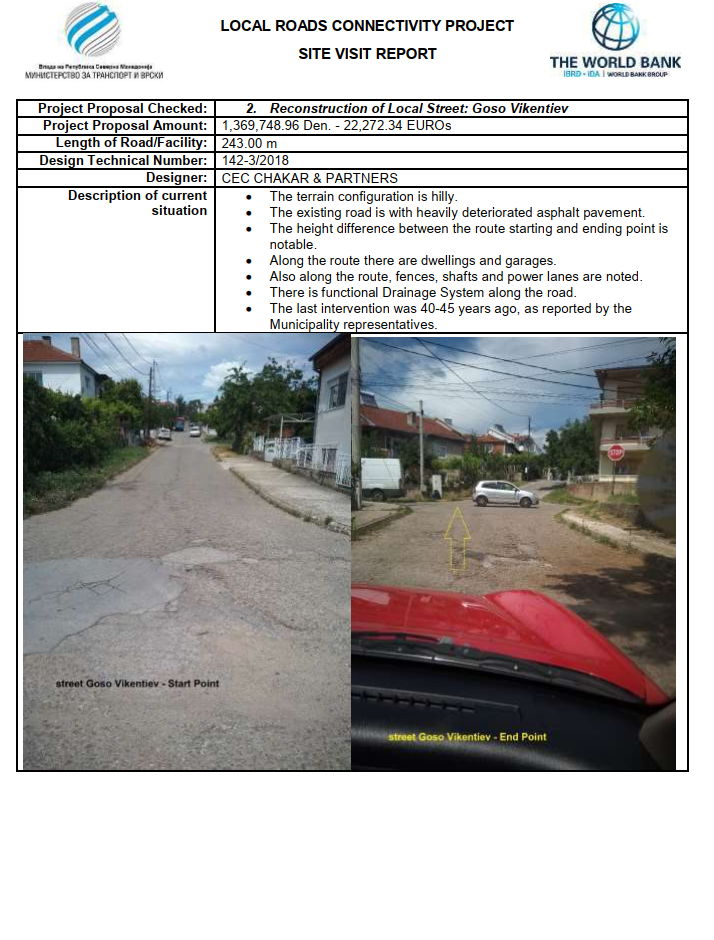 LOCAL ROADS CONNECTIVITY PROJECT
SITE VISIT REPORT
Влада на Република Северна Македонија
МИНИСТЕРСТВО ЗА ТРАНСПОРТ И ВРСКИ
THE WORLD BANK
IBRD • IDA | WORLD BANK GROUP
Project Proposal Checked: 2. Reconstruction of Local Street: Goso Vikentiev
Project Proposal Amount: 1,369,748.96 Den. - 22,272.34 EUROs
Length of Road/Facility: 243.00 m
Design Technical Number: 142-3/2018
Designer: CEC CHAKAR & PARTNERS
Description of current
situation
• The terrain configuration is hilly.
• The existing road is with heavily deteriorated asphalt pavement.
• The height difference between the route starting and ending point is
notable.
• Along the route there are dwellings and garages.
• Also along the route, fences, shafts and power lanes are noted.
• There is functional Drainage System along the road.
• The last intervention was 40-45 years ago, as reported by the
Municipality representatives.
STOP
street Goso Vikentiev - Start Point
street Goso Vikentiev - End Point